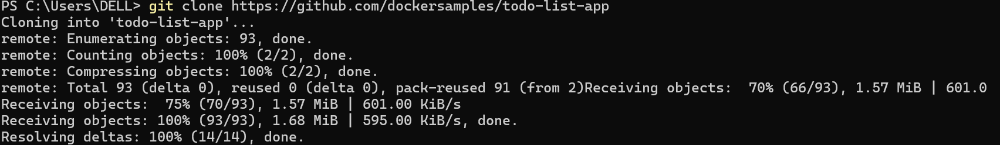 PS C:\Users\DELL> git clone https://github.com/dockersamples/todo-list-app
Cloning into 'todo-list-app'...
remote: Enumerating objects: 93, done.
remote: Counting objects: 100% (2/2), done.
remote: Compressing objects: 100% (2/2), done.
remote: Total 93 (delta 0), reused 0 (delta 0), pack-reused 91 (from 2)Receiving objects:  70% (66/93), 1.57 MiB | 601.0
Receiving objects:  75% (70/93), 1.57 MiB | 601.00 KiB/s
Receiving objects: 100% (93/93), 1.68 MiB | 595.00 KiB/s, done.
Resolving deltas: 100% (14/14), done.